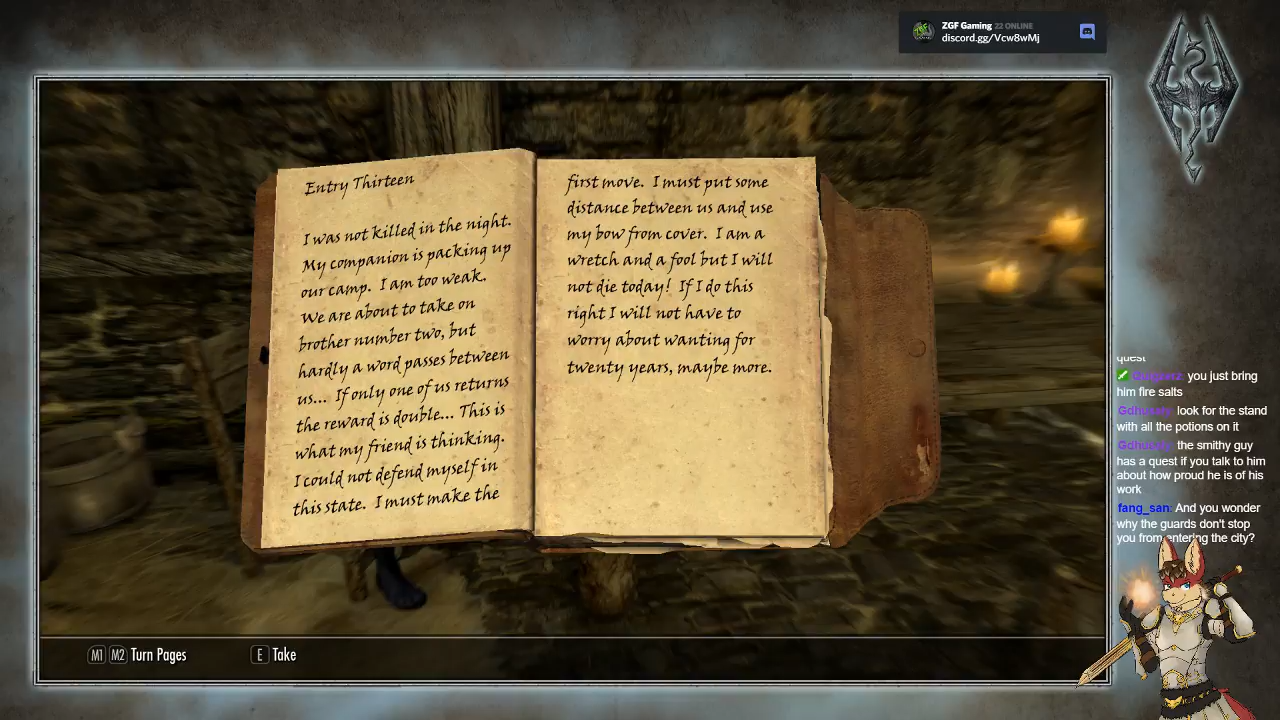 ZGF Gaming 22 ONLINE
discord.gg/Vcw8wMj
Entry Thirteen
I was not killed in the night.
My companion is packing up
our camp. I am too weak.
We are about to take on
brother number two, but
hardly a word passes between
us... If only one of us returns
the reward is double... This is
what my friend is thinking.
I could not defend myself in
this state. I must make the
first move. I must put some
distance between us and use
my bow from cover. I am a
wretch and a fool but I will
not die today! If I do this
right I will not have to
worry about wanting for
twenty years, maybe more.
quest
you just bring
him fire salts
look for the stand
with all the potions on it
the smithy guy
has a quest if you talk to him
about how proud he is of his
work
fang_san: And you wonder
why the guards don't stop
you from entering the city?
M1 M2 Turn Pages
E Take